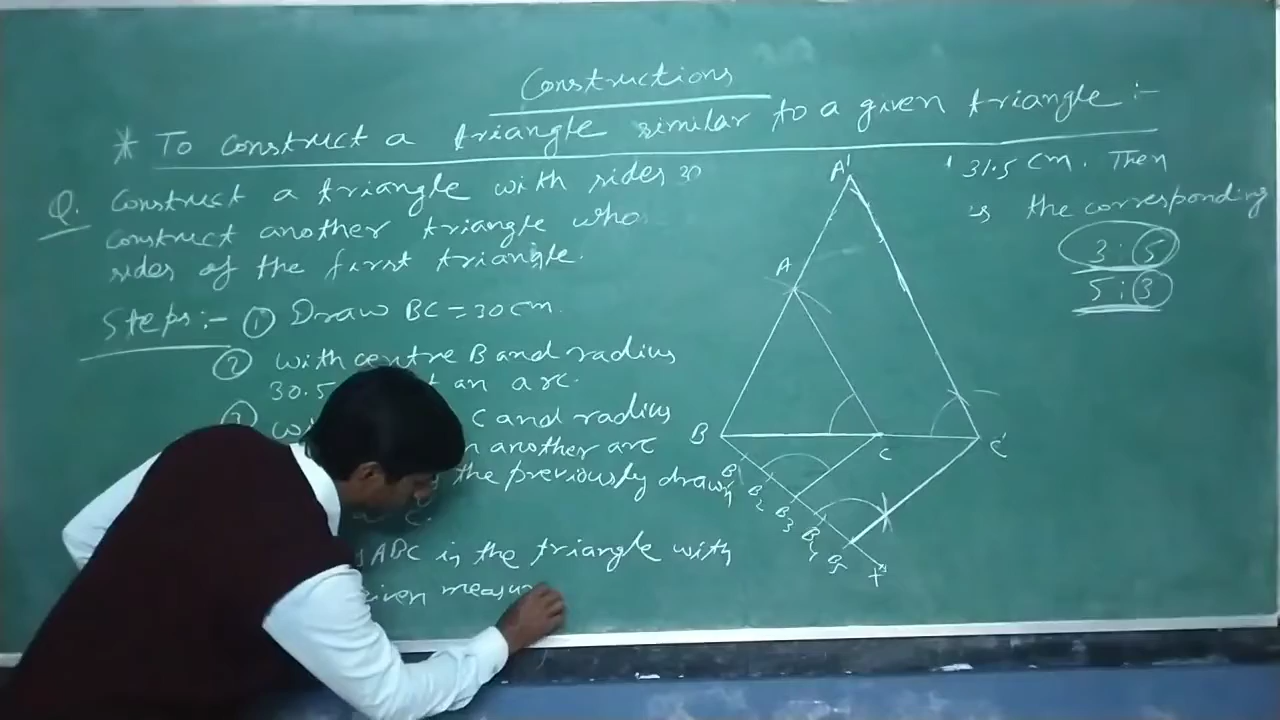 Constructions
* To construct a triangle similar to a given triangle :-
Q. Construct a triangle with sides 30
31.5 cm. Then
construct another triangle who
is the corresponding
sides of the first triangle.
3:5
5:3
Steps:- ① Draw BC = 30 cm.
② with centre B and radius
30.5 an arc.
③ C and radius
another arc
the previously drawn
C.
ABC is the triangle with
given measur
A'
A
B
C
C'
B1
B2
B3
B4
B5
X